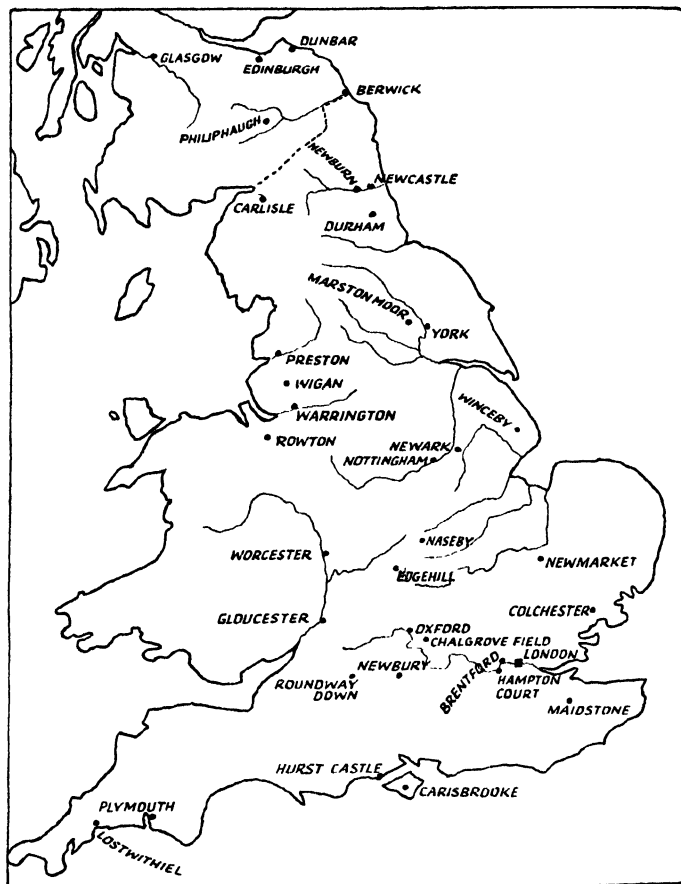 DUNBAR
GLASGOW
EDINBURGH
BERWICK
PHILIPHAUGH
NEWBURN
NEWCASTLE
CARLISLE
DURHAM
MARSTON MOOR
YORK
PRESTON
WIGAN
WARRINGTON
WINCEBY
ROWTON
NEWARK
NOTTINGHAM
NASEBY
WORCESTER
NEWMARKET
EDGEHILL
COLCHESTER
GLOUCESTER
OXFORD
CHALGROVE FIELD
LONDON
BRENTFORD
NEWBURY
HAMPTON
COURT
ROUNDWAY
DOWN
MAIDSTONE
HURST CASTLE
CARISBROOKE
PLYMOUTH
LOSTWITHIEL